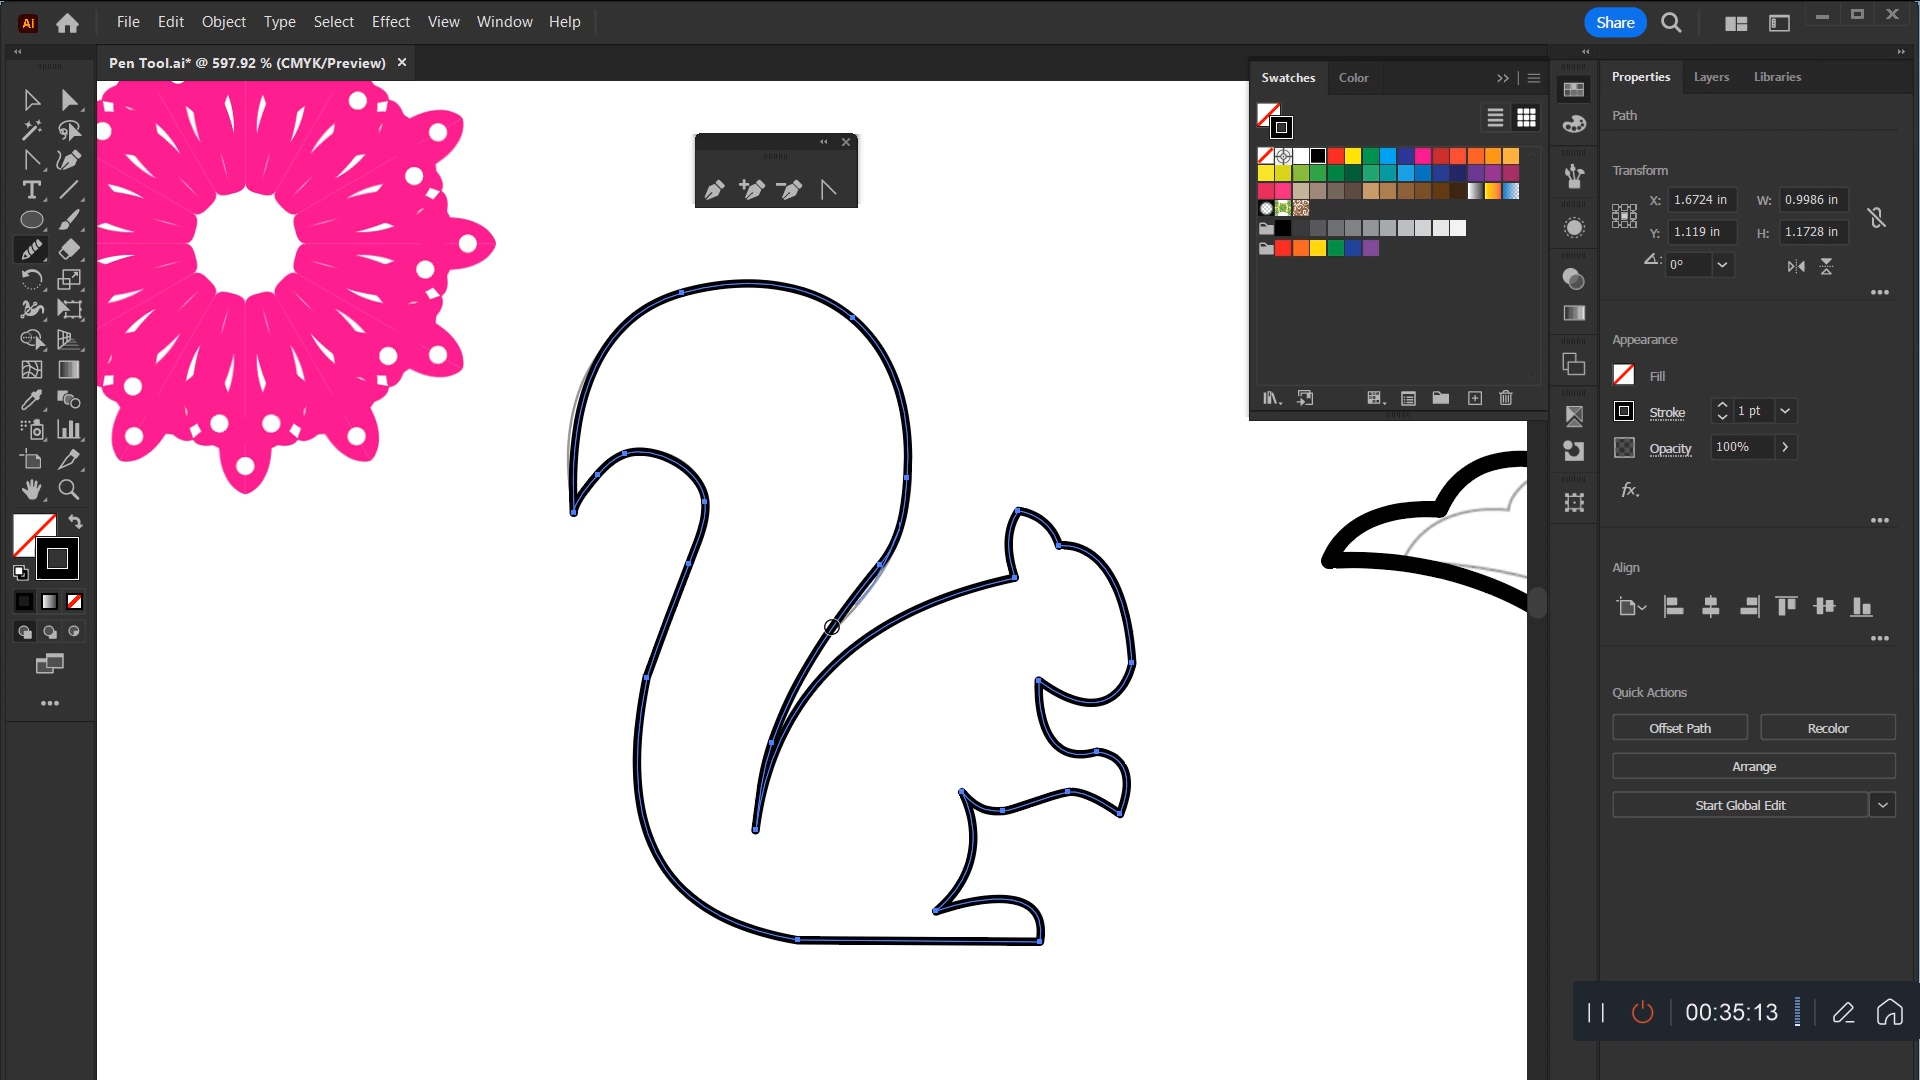 Ai File Edit Object Type Select Effect View Window Help Share
Pen Tool.ai* @ 597.92 % (CMYK/Preview)
Swatches Color
Properties Layers Libraries
Path
Transform
X: 1.6724 in W: 0.9986 in
Y: 1.119 in H: 1.1728 in
0°
Appearance
Fill
Stroke 1 pt
Opacity 100%
fx.
Align
Quick Actions
Offset Path Recolor
Arrange
Start Global Edit
00:35:13